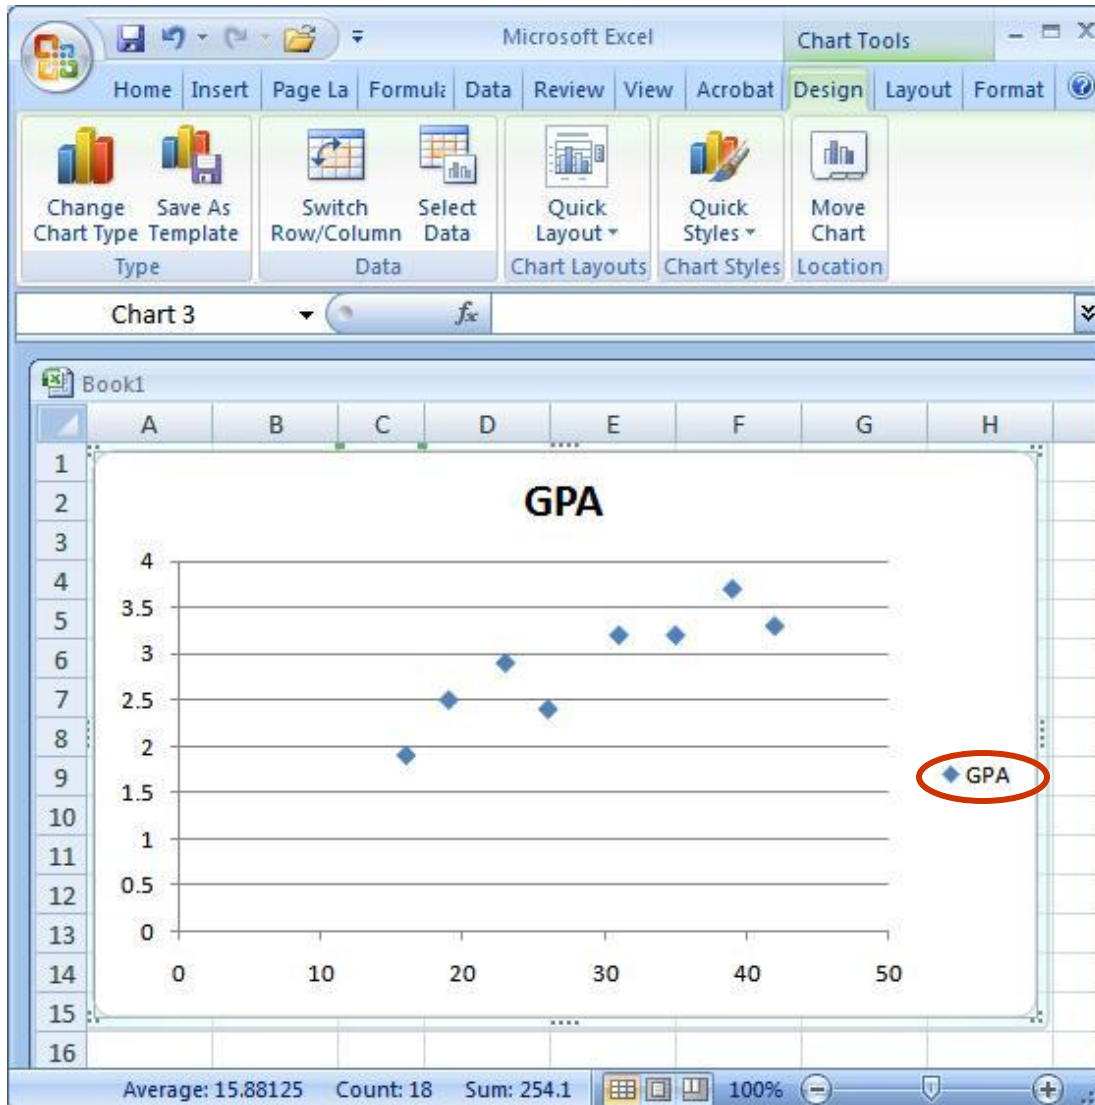 Microsoft Excel
Chart Tools
Home Insert Page La Formula Data Review View Acrobat Design Layout Format
Change Chart Type
Save As Template
Switch Row/Column
Select Data
Quick Layout
Quick Styles
Move Chart
Type Data Chart Layouts Chart Styles Location
Chart 3 fx
Book1
A B C D E F G H
1
2
3
4
5
6
7
8
9
10
11
12
13
14
15
16
GPA
4
3.5
3
2.5
2
1.5
1
0.5
0
0 10 20 30 40 50
GPA
Average: 15.88125 Count: 18 Sum: 254.1 100%